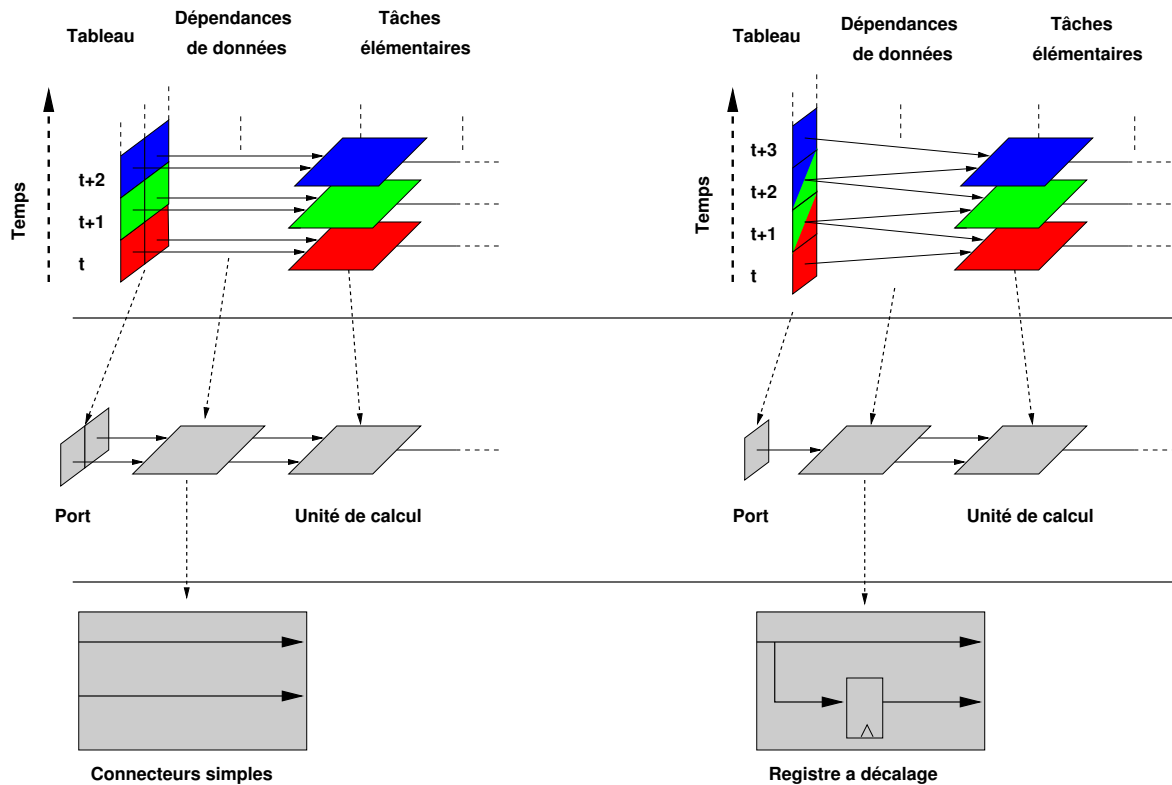 Tableau
Dépendances
de données
Tâches
élémentaires
Temps
t+2
t+1
t
Port
Unité de calcul
Connecteurs simples
Tableau
Dépendances
de données
Tâches
élémentaires
Temps
t+3
t+2
t+1
t
Port
Unité de calcul
Registre a décalage